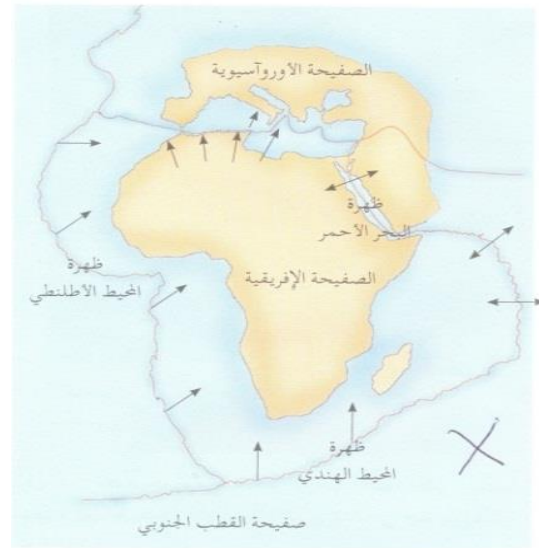 الصفيحة الأوروآسيوية
ظهرة
البحر الأحمر
ظهرة
المحيط الأطلنطي
الصفيحة الإفريقية
ظهرة
المحيط الهندي
صفيحة القطب الجنوبي